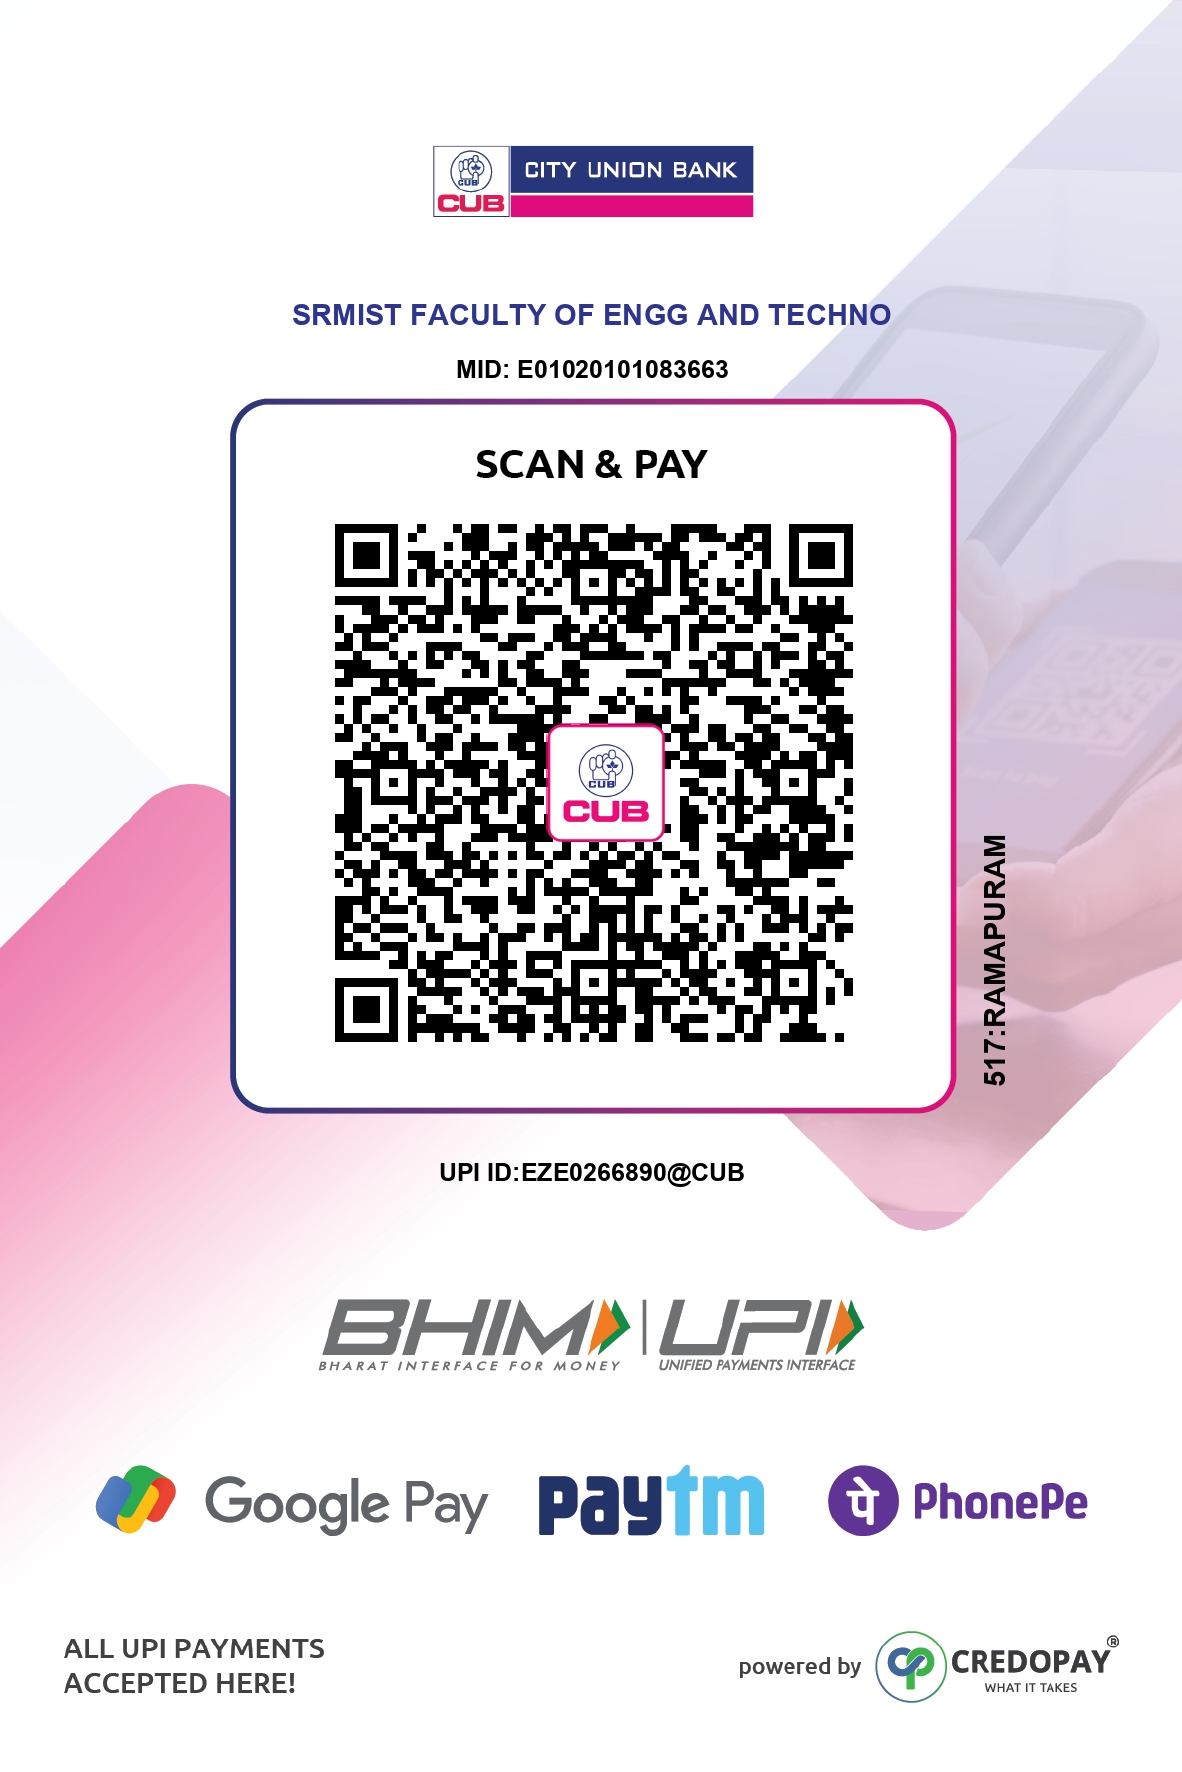 CUB
CUB
CITY UNION BANK
SRMIST FACULTY OF ENGG AND TECHNO
MID: E01020101083663
SCAN & PAY
CUB
CUB
517:RAMAPURAM
UPI ID:EZE0266890@CUB
BHIM UPI
BHARAT INTERFACE FOR MONEY UNIFIED PAYMENTS INTERFACE
Google Pay paytm पे PhonePe
ALL UPI PAYMENTS
ACCEPTED HERE!
powered by CREDOPAY®
WHAT IT TAKES